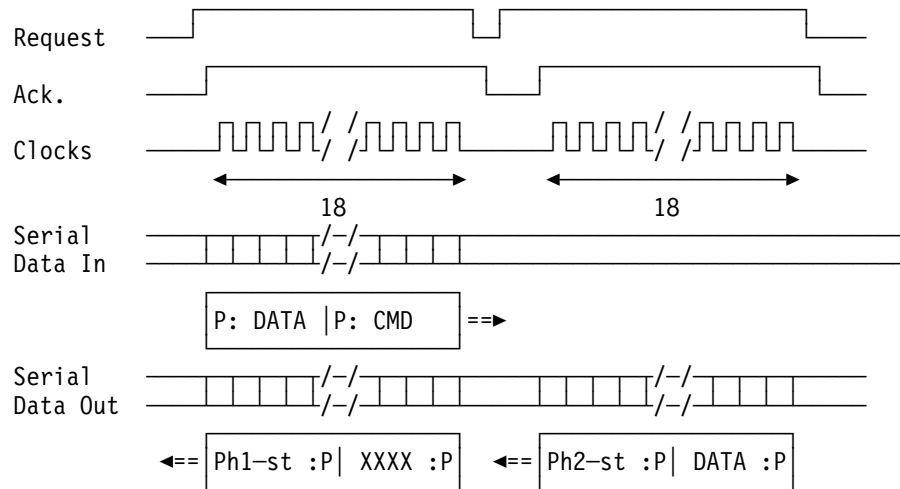 Request
Ack.
Clocks
18 18
Serial
Data In
P: DATA |P: CMD ==►
Serial
Data Out
◄== Ph1–st :P| XXXX :P ◄== Ph2–st :P| DATA :P